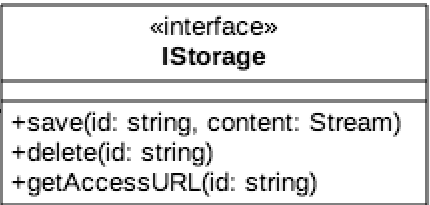 «interface»
IStorage
+save(id: string, content: Stream)
+delete(id: string)
+getAccessURL(id: string)